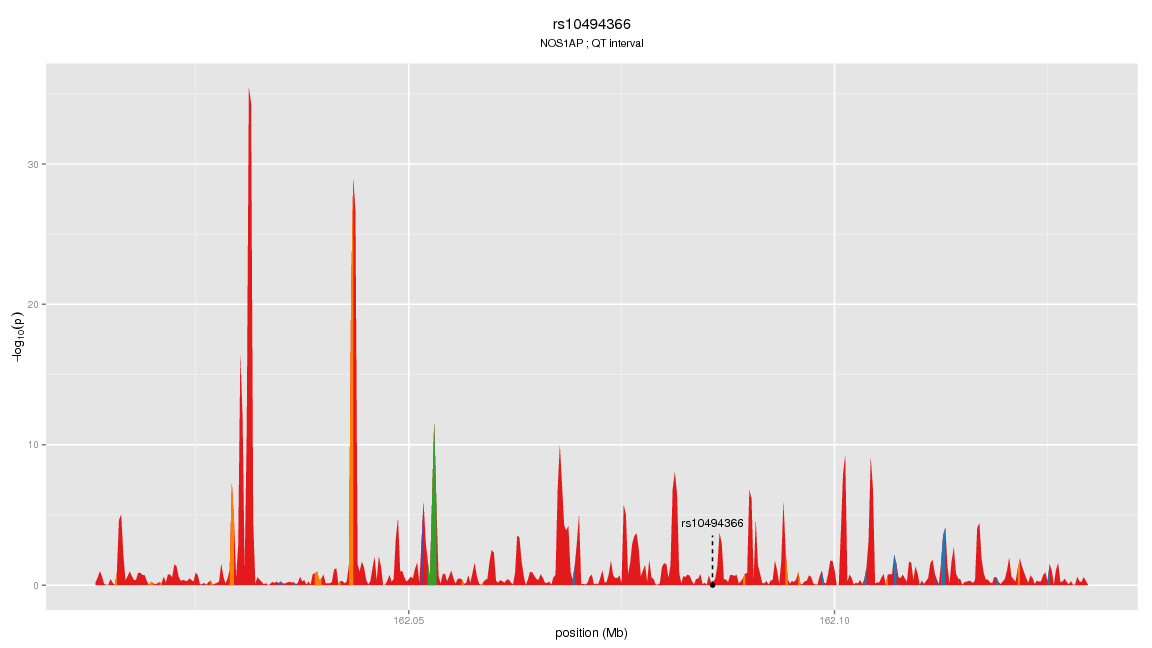 rs10494366
NOS1AP ; QT interval
30
20
10
0
−log10(p)
rs10494366
162.05
162.10
position (Mb)